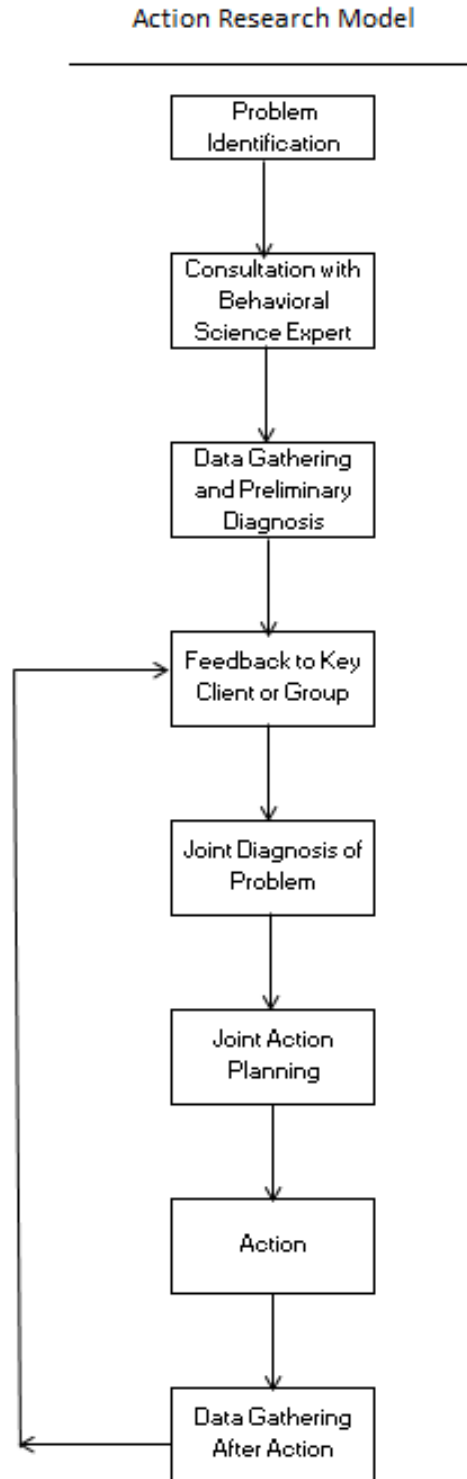 Action Research Model
Problem
Identification
Consultation with
Behavioral
Science Expert
Data Gathering
and Preliminary
Diagnosis
Feedback to Key
Client or Group
Joint Diagnosis of
Problem
Joint Action
Planning
Action
Data Gathering
After Action